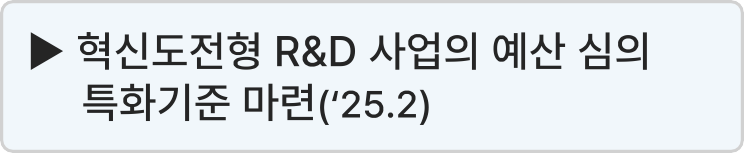 ▶ 혁신도전형 R&D 사업의 예산 심의
특화기준 마련(‘25.2)